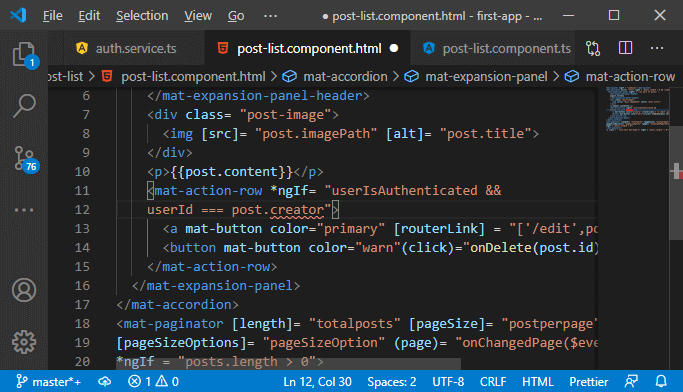 File Edit Selection View Go ··· ● post-list.component.html - first-app -...
auth.service.ts post-list.component.html ● post-list.component.ts ···
post-list > post-list.component.html > mat-accordion > mat-expansion-panel > mat-action-row
1
76
6 </mat-expansion-panel-header>
7 <div class= "post-image">
8 <img [src]= "post.imagePath" [alt]= "post.title">
9 </div>
10 <p>{{post.content}}</p>
11 <mat-action-row *ngIf= "userIsAuthenticated &&
12 userId === post.creator">
13 <a mat-button color="primary" [routerLink] = "['/edit',po
14 <button mat-button color="warn"(click)="onDelete(post.id)
15 </mat-action-row>
16 </mat-expansion-panel>
17 </mat-accordion>
18 <mat-paginator [length]= "totalposts" [pageSize]= "postperpage"
19 [pageSizeOptions]= "pageSizeOption" (page)= "onChangedPage($eve
20 *ngIf = "posts.length > 0">
master*+ 1 0 Ln 12, Col 30 Spaces: 2 UTF-8 CRLF HTML Prettier